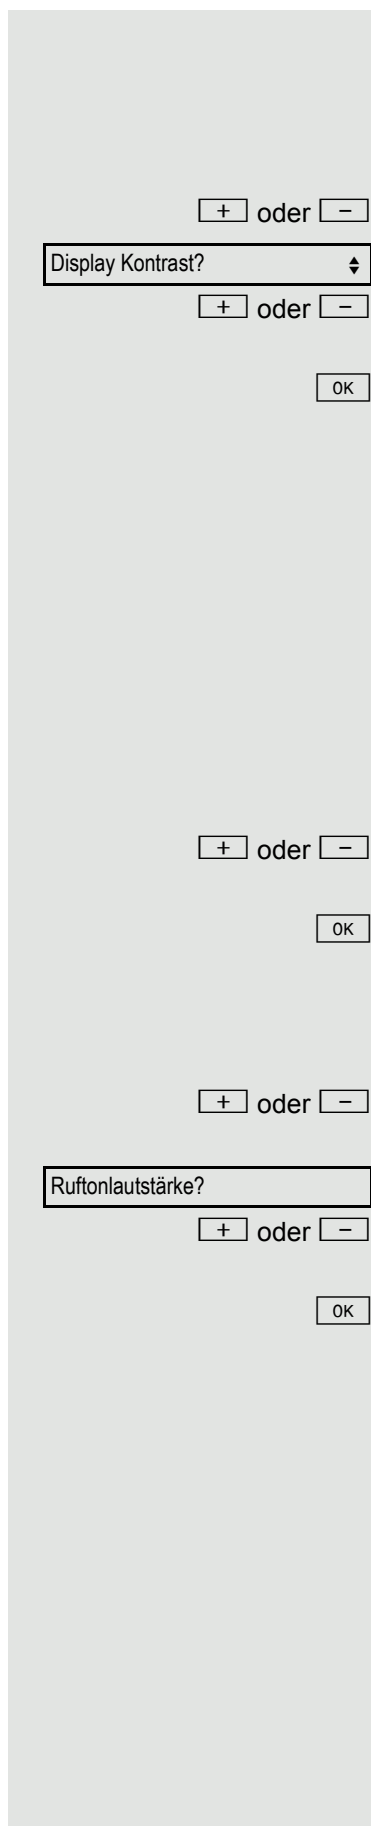 + oder −
Display Kontrast?
+ oder −
OK
+ oder −
OK
+ oder −
Ruftonlautstärke?
+ oder −
OK